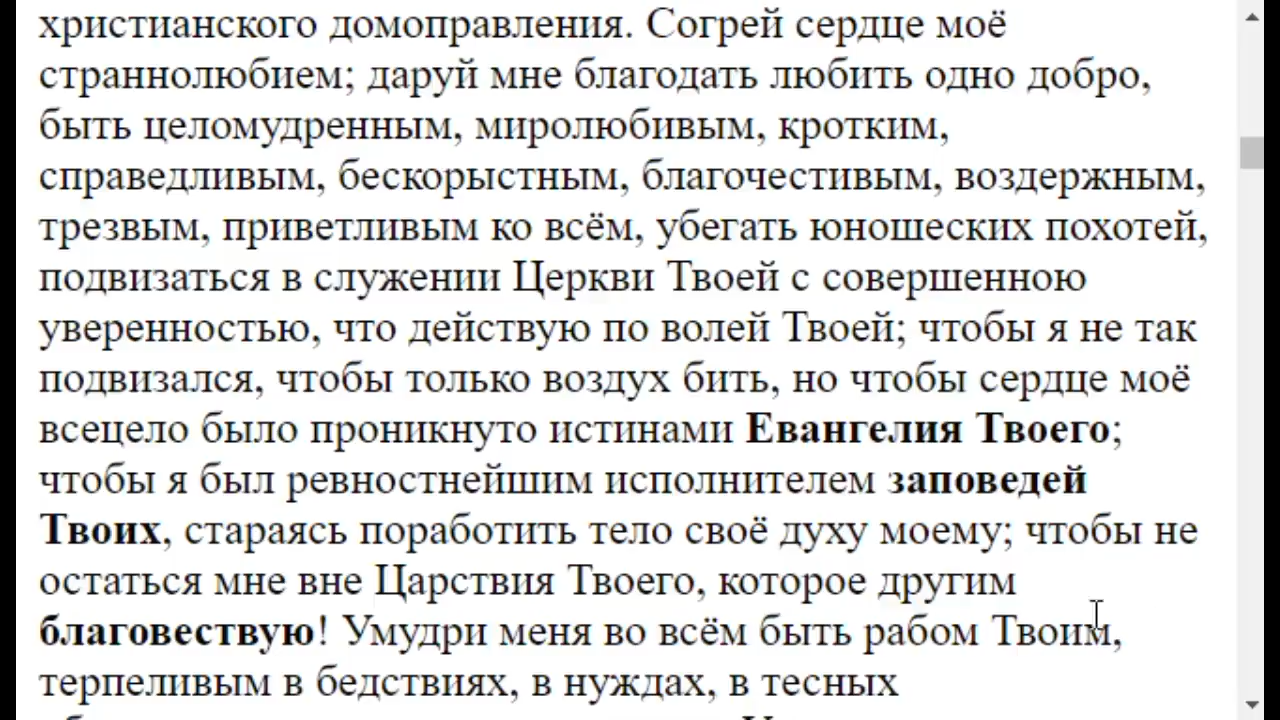 христианского домоправления. Согрей сердце моё
страннолюбием; даруй мне благодать любить одно добро,
быть целомудренным, миролюбивым, кротким,
справедливым, бескорыстным, благочестивым, воздержным,
трезвым, приветливым ко всём, убегать юношеских похотей,
подвизаться в служении Церкви Твоей с совершенною
уверенностью, что действую по волей Твоей; чтобы я не так
подвизался, чтобы только воздух бить, но чтобы сердце моё
всецело было проникнуто истинами Евангелия Твоего;
чтобы я был ревностнейшим исполнителем заповедей
Твоих, стараясь поработить тело своё духу моему; чтобы не
остаться мне вне Царствия Твоего, которое другим
благовествую! Умудри меня во всём быть рабом Твоим,
терпеливым в бедствиях, в нуждах, в тесных